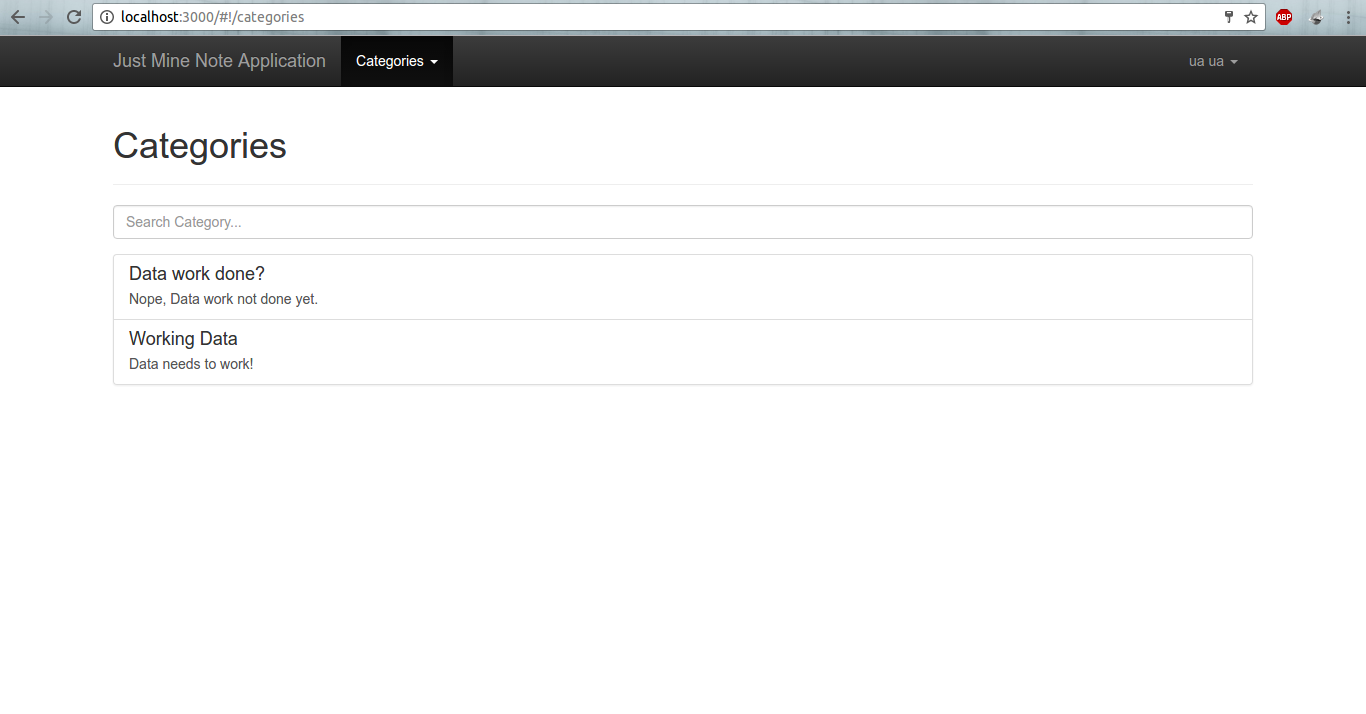 localhost:3000/#!/categories
ABP
Just Mine Note Application Categories ua ua
Categories
Search Category...
Data work done?
Nope, Data work not done yet.
Working Data
Data needs to work!